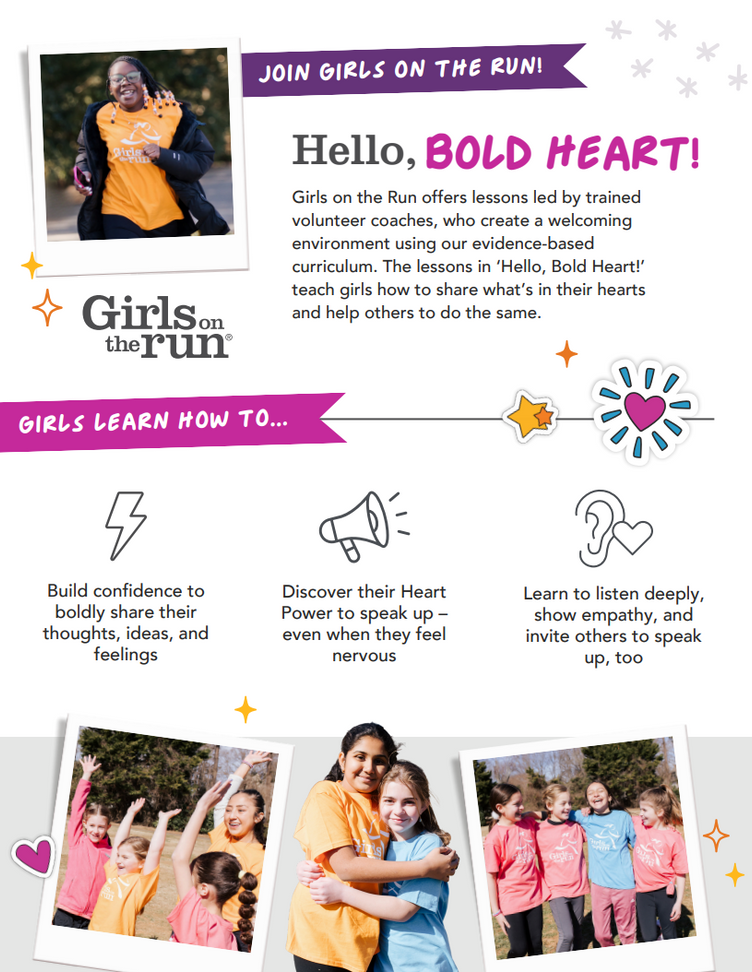 JOIN GIRLS ON THE RUN!
Hello, BOLD HEART!
Girls on the Run offers lessons led by trained
volunteer coaches, who create a welcoming
environment using our evidence-based
curriculum. The lessons in ‘Hello, Bold Heart!’
teach girls how to share what’s in their hearts
and help others to do the same.
Girls on
the run®
GIRLS LEARN HOW TO...
Build confidence to
boldly share their
thoughts, ideas, and
feelings
Discover their Heart
Power to speak up –
even when they feel
nervous
Learn to listen deeply,
show empathy, and
invite others to speak
up, too